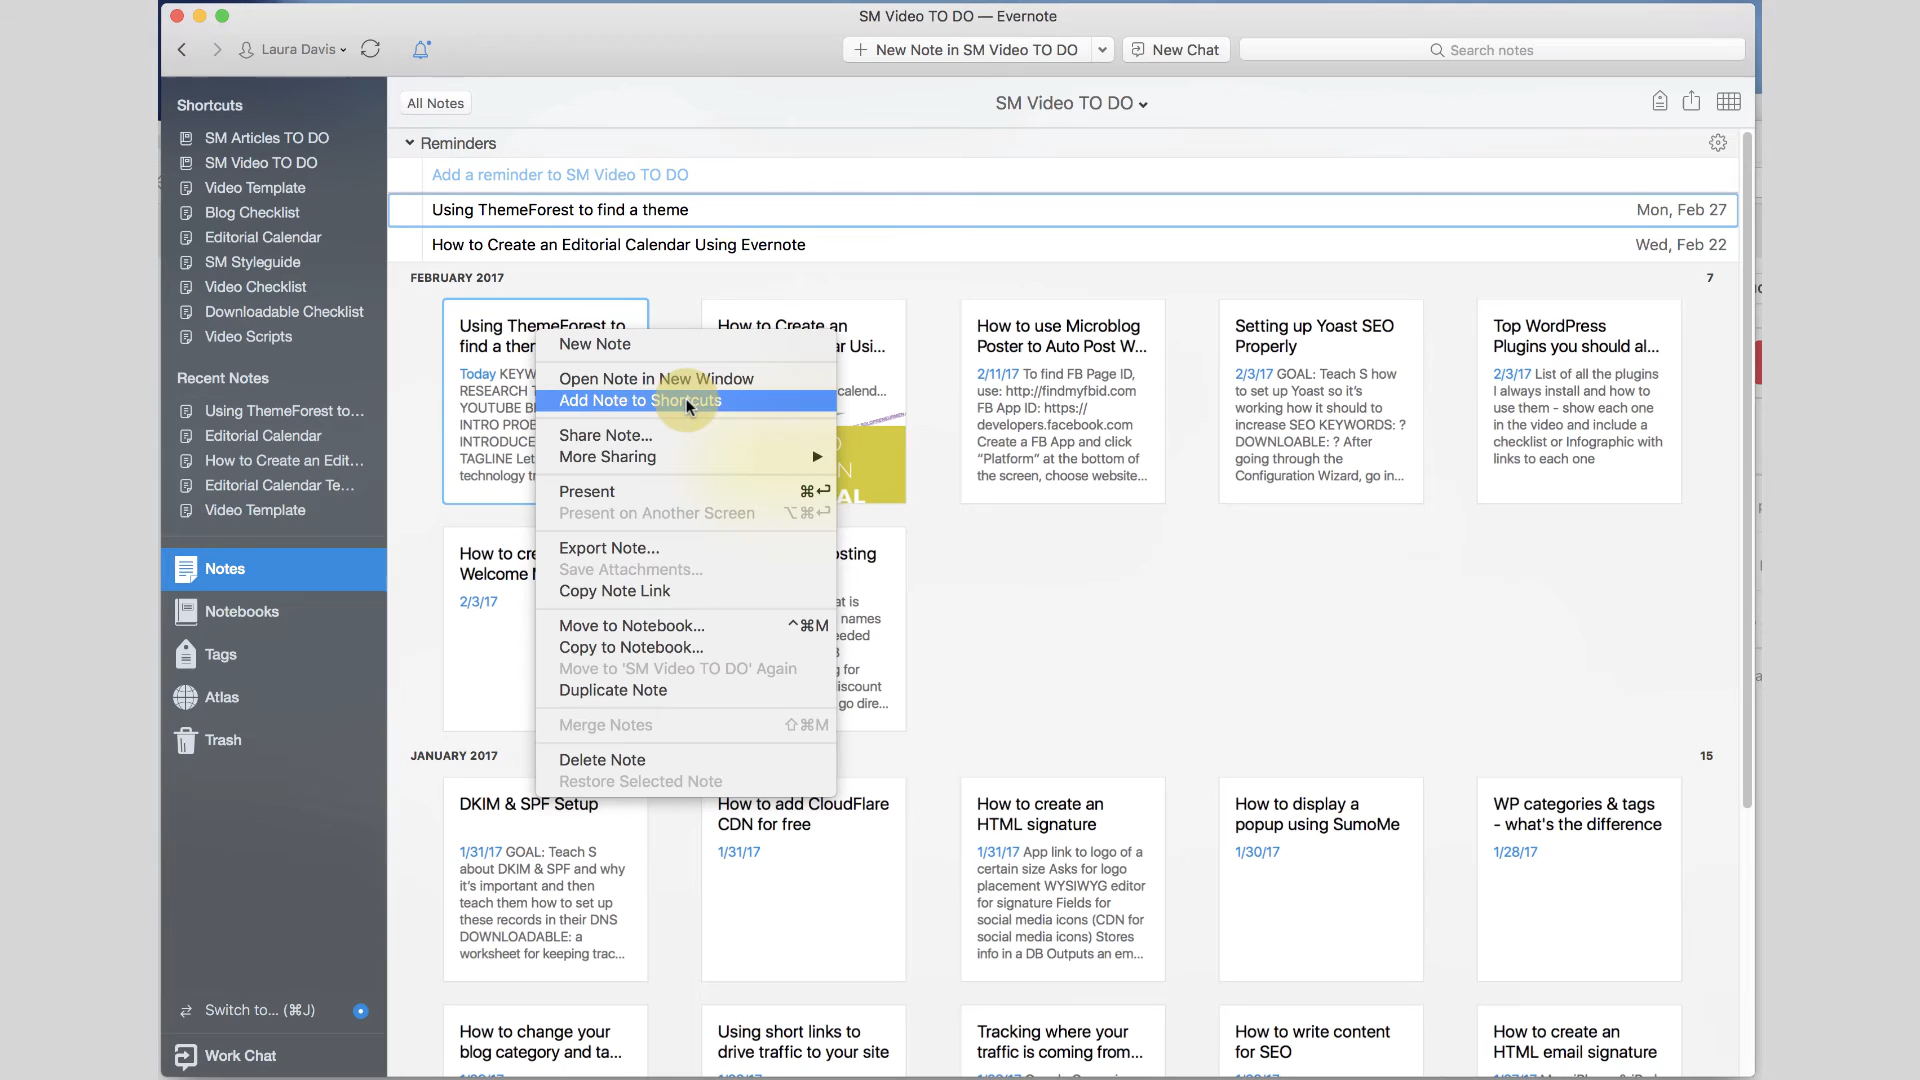 SM Video TO DO — Evernote
Laura Davis
New Note in SM Video TO DO
New Chat
Search notes
Shortcuts
SM Articles TO DO
SM Video TO DO
Video Template
Blog Checklist
Editorial Calendar
SM Styleguide
Video Checklist
Downloadable Checklist
Video Scripts
Recent Notes
Using ThemeForest to...
Editorial Calendar
How to Create an Edit...
Editorial Calendar Te...
Video Template
Notes
Notebooks
Tags
Atlas
Trash
Switch to... (⌘J)
Work Chat
All Notes
SM Video TO DO
Reminders
Add a reminder to SM Video TO DO
Using ThemeForest to find a theme Mon, Feb 27
How to Create an Editorial Calendar Using Evernote Wed, Feb 22
FEBRUARY 2017 7
Using ThemeForest to
find a
Today
RESEARCH
YOUTUBE
INTRO
INTRODUCE
TAGLINE
technology
How to Create an
Usi...
calend...
How to use Microblog
Poster to Auto Post W...
2/11/17 To find FB Page ID,
use: http://findmyfbid.com
FB App ID: https://
developers.facebook.com
Create a FB App and click
“Platform” at the bottom of
the screen, choose website...
Setting up Yoast SEO
Properly
2/3/17 GOAL: Teach S how
to set up Yoast so it’s
working how it should to
increase SEO KEYWORDS: ?
DOWNLOADABLE: ? After
going through the
Configuration Wizard, go in...
Top WordPress
Plugins you should al...
2/3/17 List of all the plugins
I always install and how to
use them - show each one
in the video and include a
checklist or Infographic with
links to each one
New Note
Open Note in New Window
Add Note to Shortcuts
Share Note...
More Sharing
Present ⌘↩
Present on Another Screen ⌥⌘↩
Export Note...
Save Attachments...
Copy Note Link
Move to Notebook... ^⌘M
Copy to Notebook...
Move to 'SM Video TO DO' Again
Duplicate Note
Merge Notes ⇧⌘M
Delete Note
Restore Selected Note
How to
Welcome
2/3/17
is
names
for
go dire...
JANUARY 2017 15
DKIM & SPF Setup
1/31/17 GOAL: Teach S
about DKIM & SPF and why
it’s important and then
teach them how to set up
these records in their DNS
DOWNLOADABLE: a
worksheet for keeping trac...
How to add CloudFlare
CDN for free
1/31/17
How to create an
HTML signature
1/31/17 App link to logo of a
certain size Asks for logo
placement WYSIWYG editor
for signature Fields for
social media icons (CDN for
social media icons) Stores
info in a DB Outputs an em...
How to display a
popup using SumoMe
1/30/17
WP categories & tags
- what's the difference
1/28/17
How to change your
blog category and ta...
Using short links to
drive traffic to your site
Tracking where your
traffic is coming from...
How to write content
for SEO
How to create an
HTML email signature